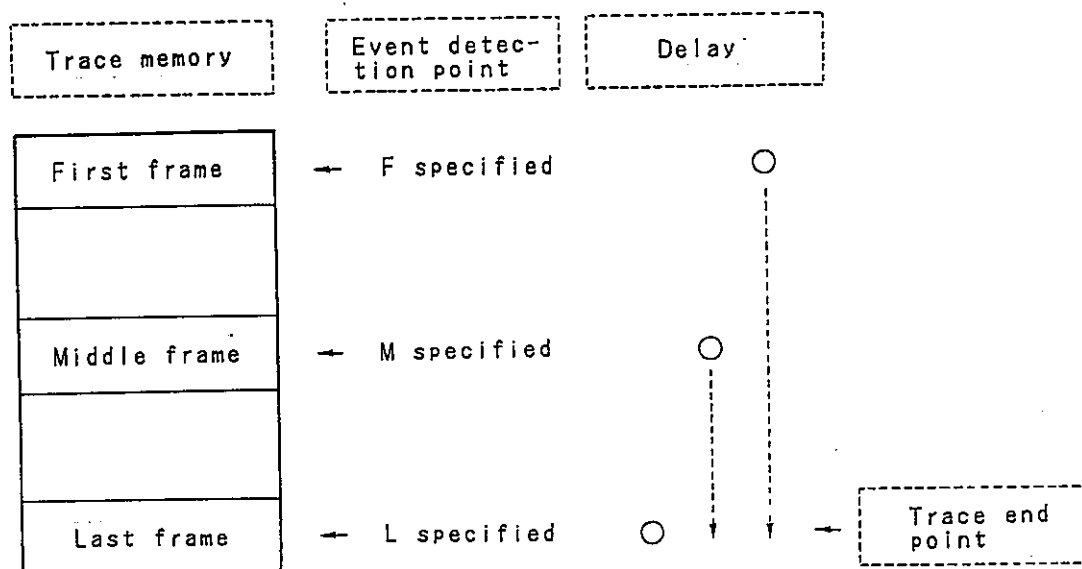 Trace memory
Event detec-
tion point
Delay
First frame
F specified
Middle frame
M specified
Last frame
L specified
Trace end
point